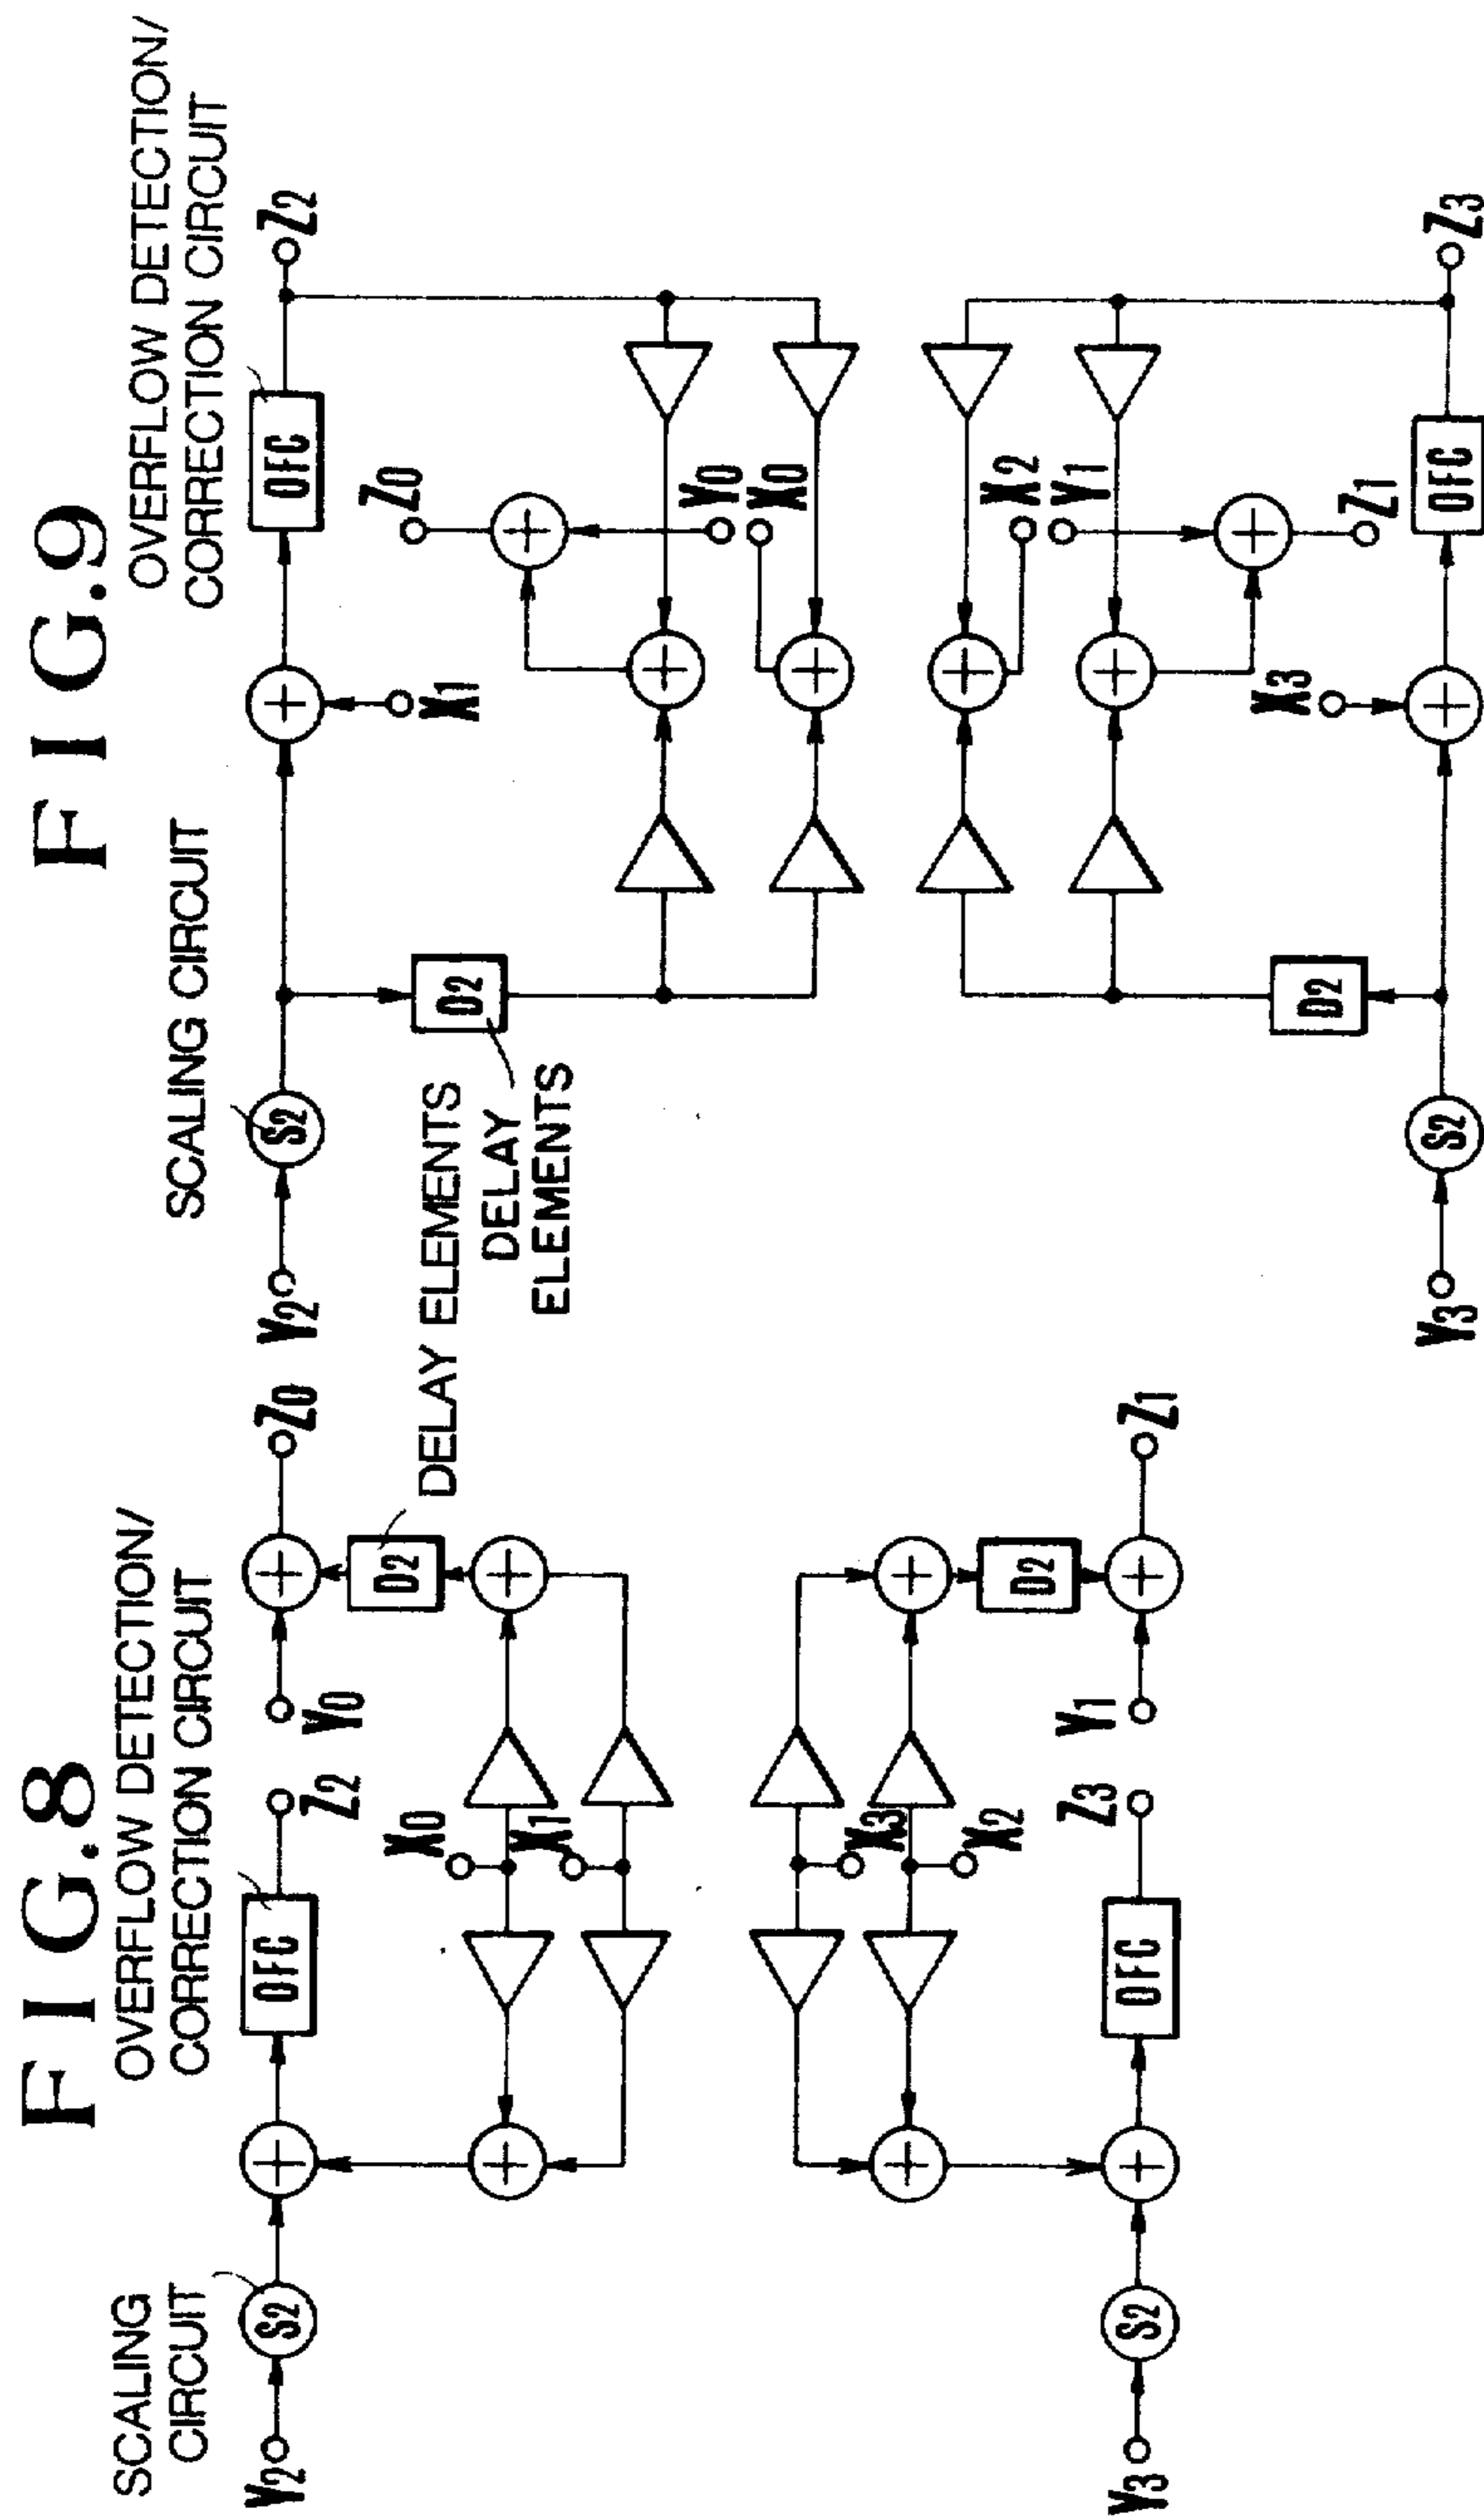 FIG.8
OVERFLOW DETECTION/
CORRECTION CIRCUIT
SCALING
CIRCUIT
Y2
S2
OFC
Z2
Y0
Z0
D2
DELAY ELEMENTS
X0
X1
X3
X2
Y3
S2
OFC
Z3
Y1
Z1
D2
FIG.9
OVERFLOW DETECTION/
CORRECTION CIRCUIT
SCALING CIRCUIT
Y2
S2
X1
OFC
Z2
D2
DELAY
ELEMENTS
Z0
Y0
X0
X2
Y1
Z1
D2
X3
Y3
S2
OFC
Z3